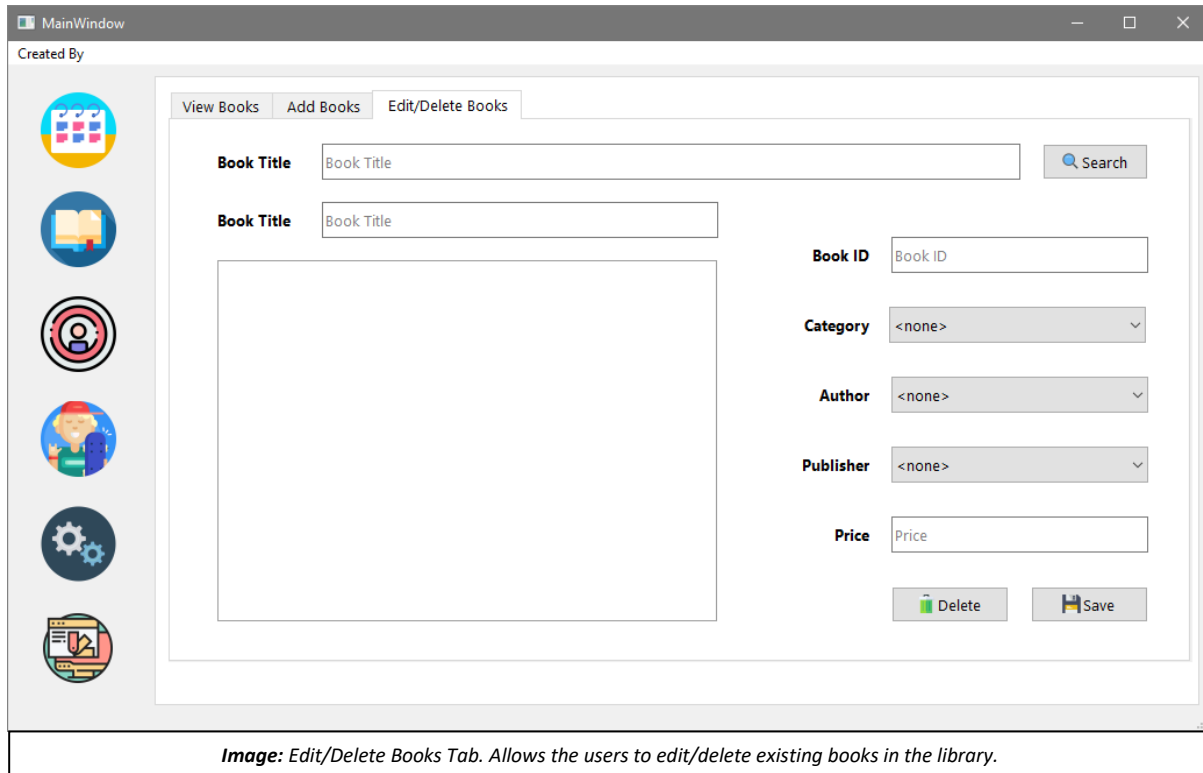 MainWindow
Created By
View Books Add Books Edit/Delete Books
Book Title Book Title Search
Book Title Book Title
Book ID Book ID
Category <none>
Author <none>
Publisher <none>
Price Price
Delete Save
Image: Edit/Delete Books Tab. Allows the users to edit/delete existing books in the library.